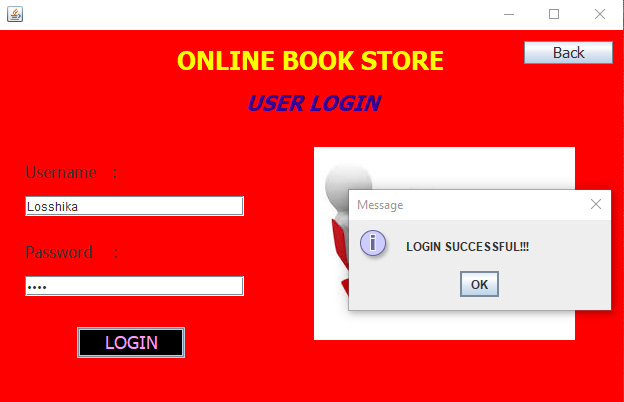 ONLINE BOOK STORE
Back
USER LOGIN
Username :
Losshika
Password :
••••
LOGIN
Message
i
LOGIN SUCCESSFUL!!!
OK